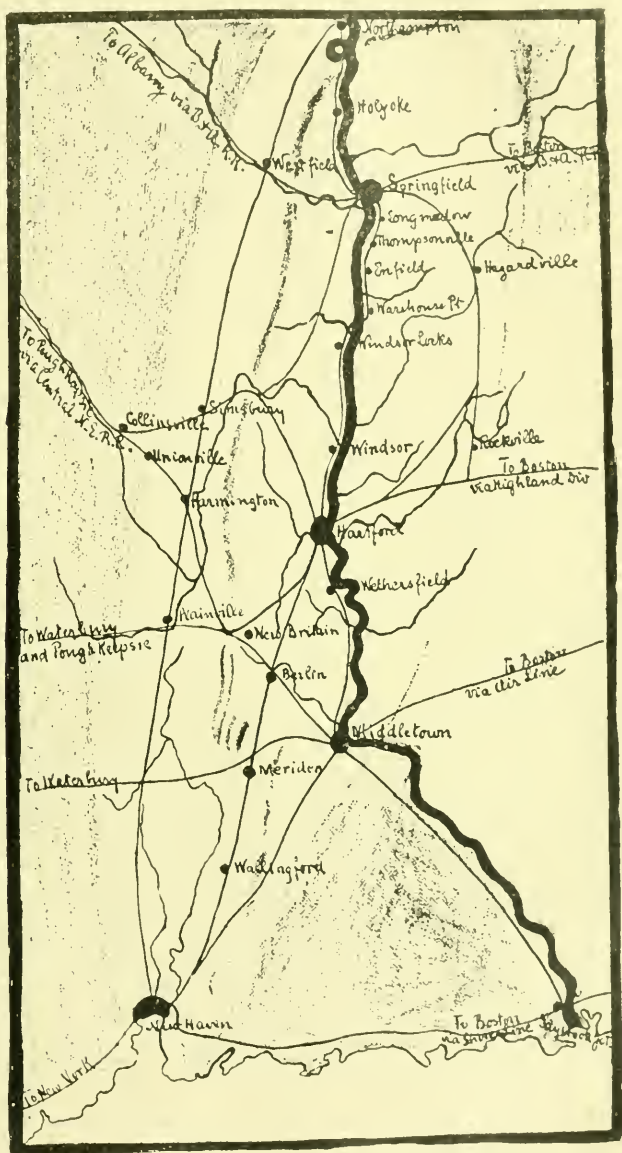 Northampton
To Albany via B & A. R.R.
Holyoke
Westfield
To Boston
via B & A. R.R.
Springfield
Longmeadow
Thompsonville
Enfield
Hazardville
Warehouse Pt
Windsor Locks
To Poughkeepsie
via Central N.E.R.R.
Simsbury
Collinsville
Unionville
Windsor
Rockville
To Boston
via Highland Div
Farmington
Hartford
Wethersfield
Plainville
To Waterbury
and Poughkeepsie
New Britain
Berlin
To Boston
via Air Line
Middletown
To Waterbury
Meriden
Wallingford
New Haven
To Boston
via Shore Line
Jct.
To New York